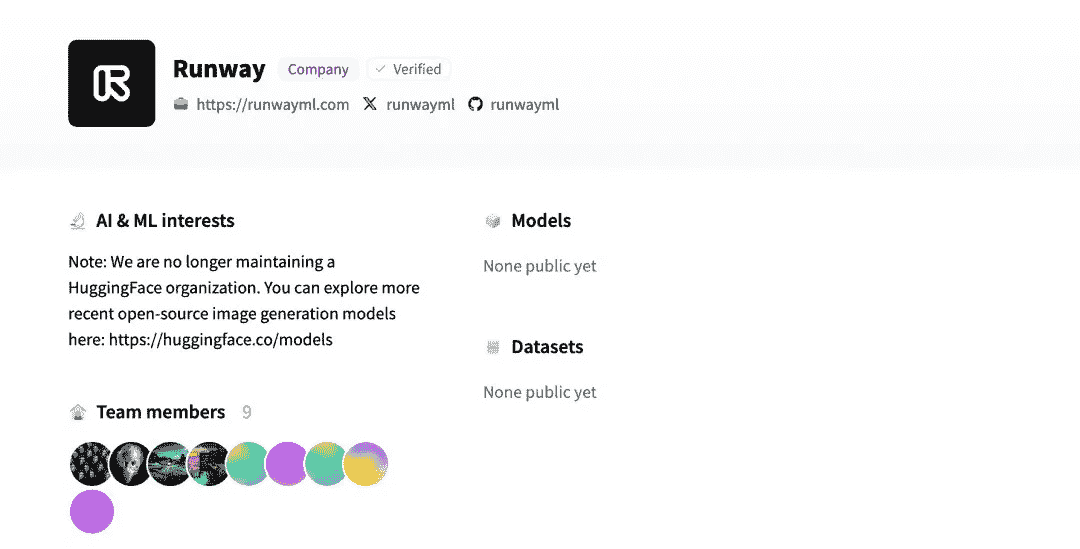 Runway Company Verified
https://runwayml.com runwayml runwayml
AI & ML interests
Note: We are no longer maintaining a
HuggingFace organization. You can explore more
recent open-source image generation models
here: https://huggingface.co/models
Team members 9
Models
None public yet
Datasets
None public yet